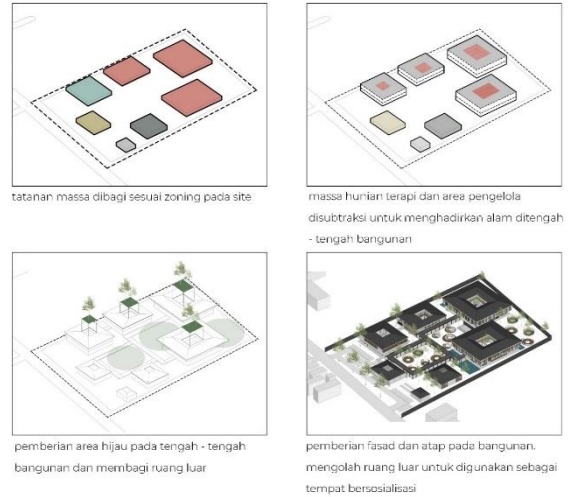 tatanan massa dibagi sesuai zoning pada site
massa hunian terapi dan area pengelola
disubtraksi untuk menghadirkan alam ditengah
- tengah bangunan
pemberian area hijau pada tengah - tengah
bangunan dan membagi ruang luar
pemberian fasad dan atap pada bangunan.
mengolah ruang luar untuk digunakan sebagai
tempat bersosialisasi